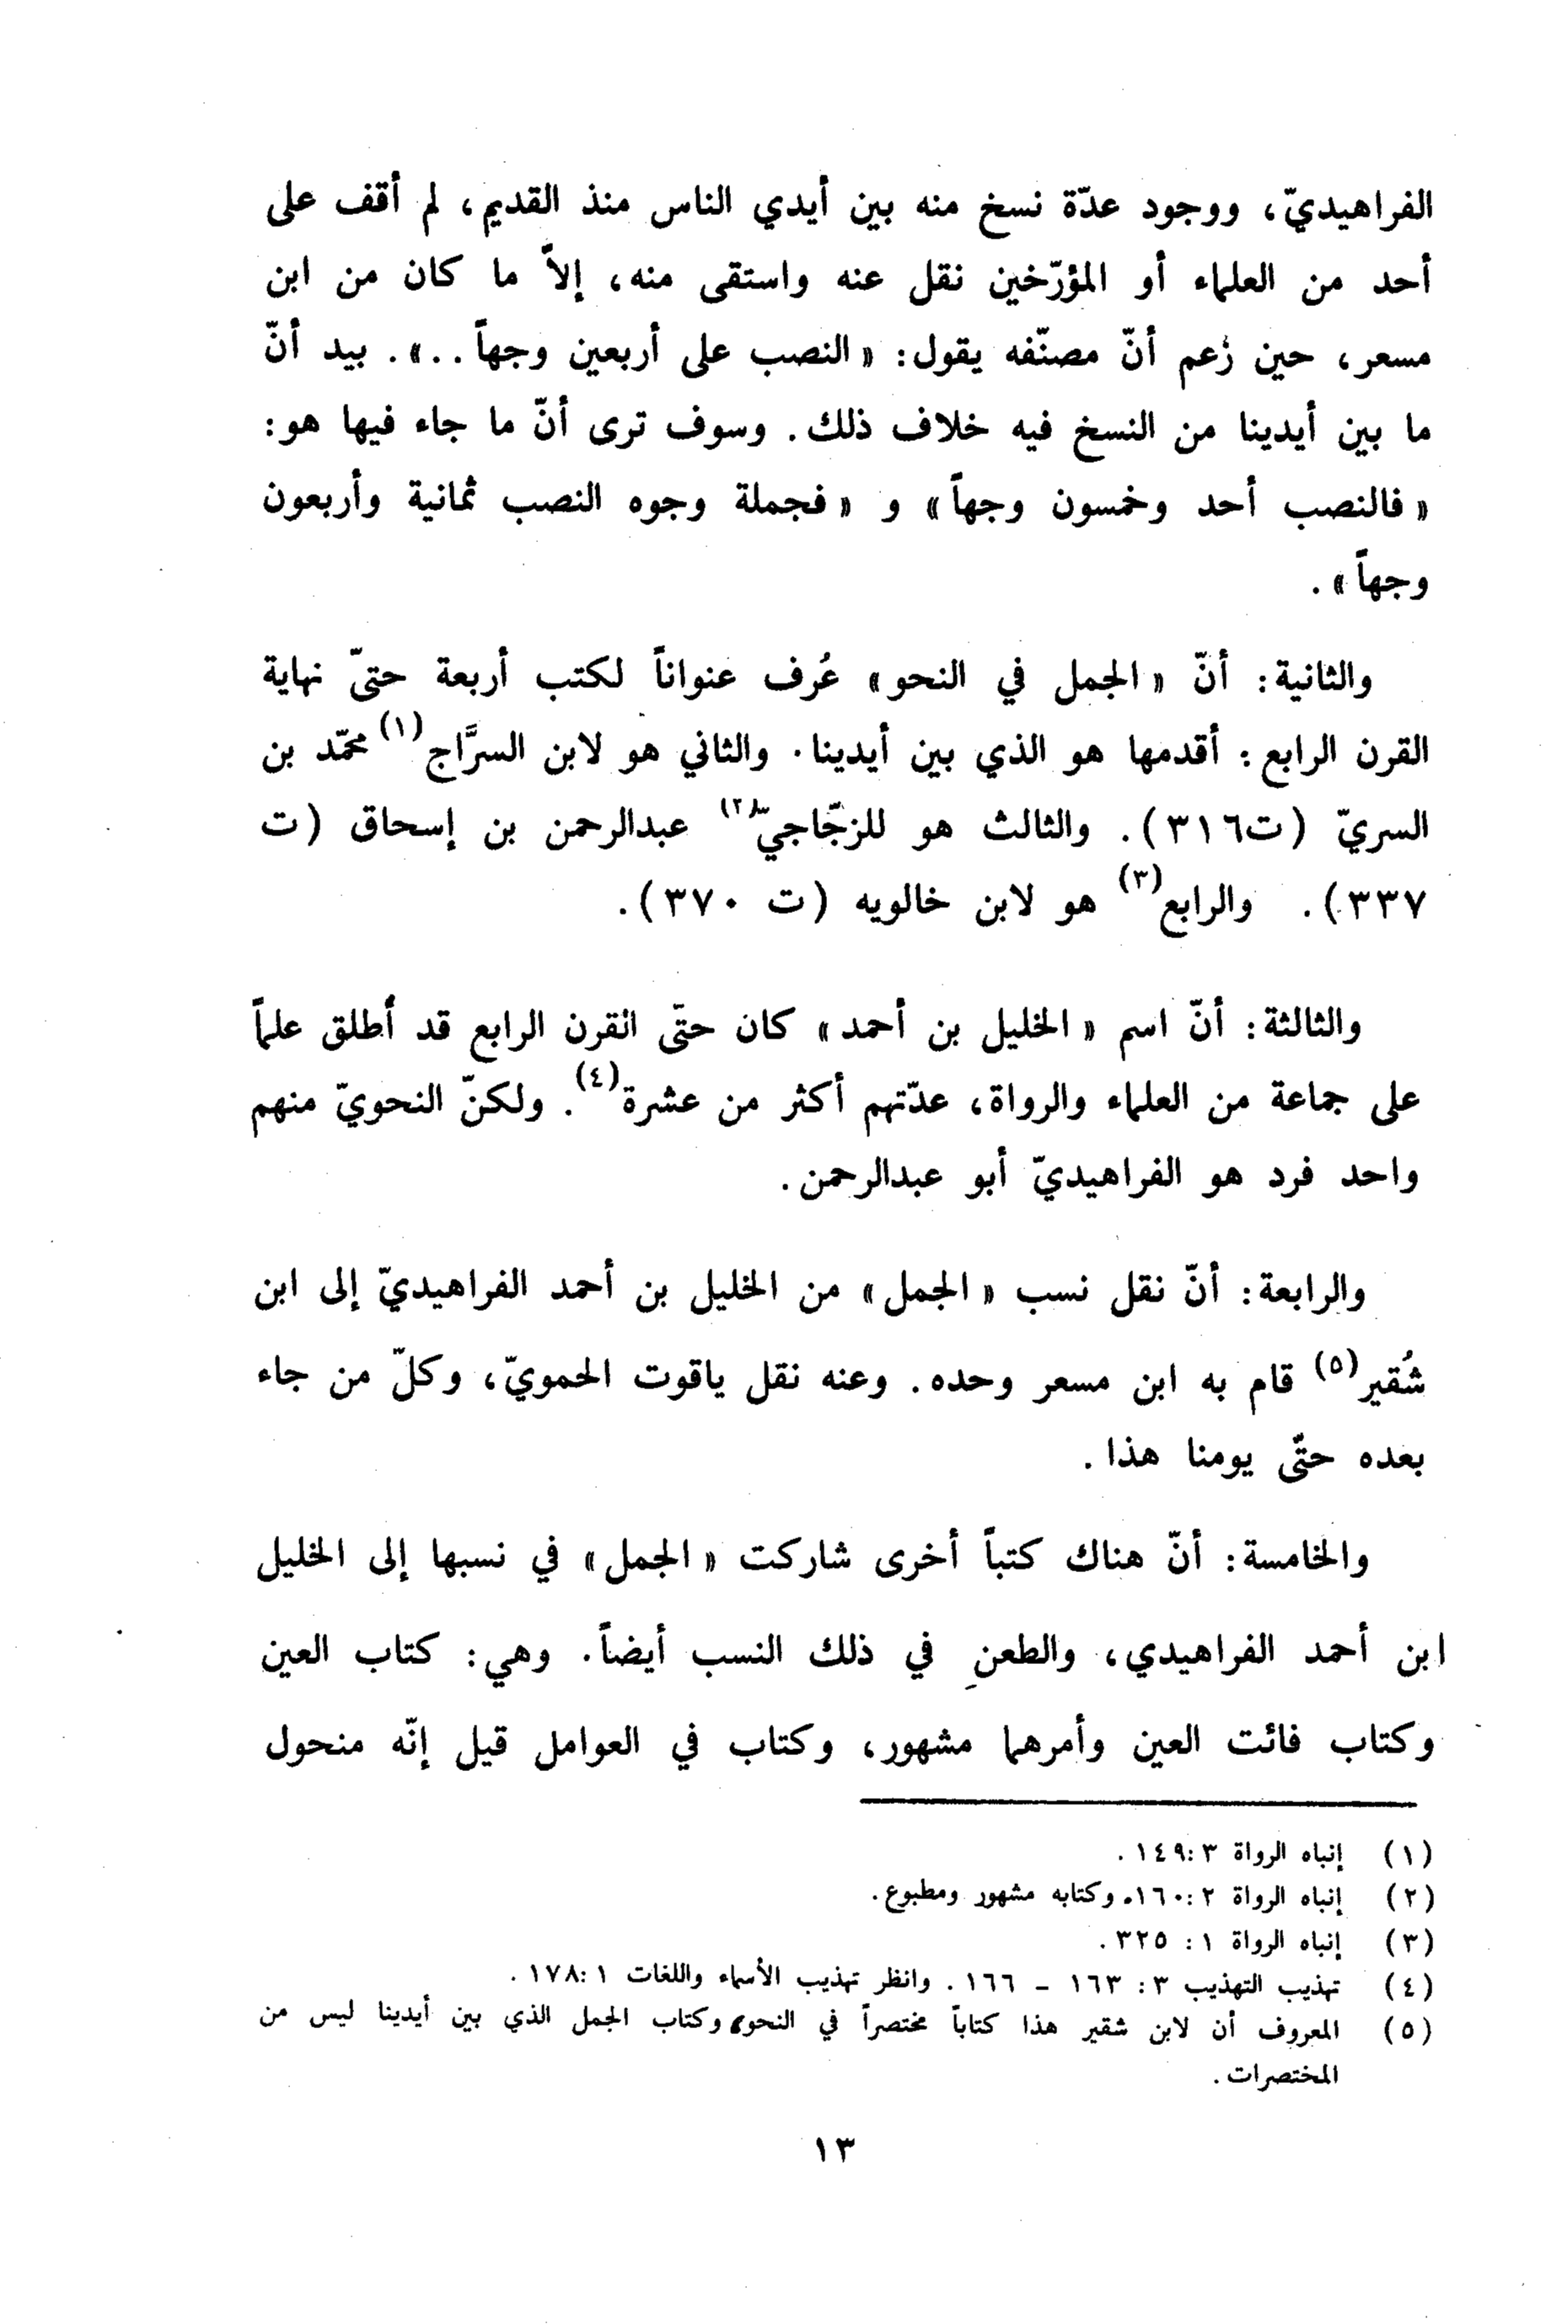 الفراهيديّ، ووجود عدّة نسخ منه بين أيدي الناس منذ القديم، لم أقف على
أحد من العلماء أو المؤرّخين نقل عنه واستقى منه، إلاّ ما كان من ابن
مسعر، حين زعم أنّ مصنّفه يقول: «النصب على أربعين وجهاً..». بيد أنّ
ما بين أيدينا من النسخ فيه خلاف ذلك. وسوف ترى أنّ ما جاء فيها هو:
«فالنصب أحد وخمسون وجهاً» و «فجملة وجوه النصب ثمانية وأربعون
وجهاً».
والثانية: أنّ «الجمل في النحو» عُرف عنواناً لكتب أربعة حتىّ نهاية
القرن الرابع: أقدمها هو الذي بين أيدينا. والثاني هو لابن السرَّاج(١) محمّد بن
السريّ (ت٣١٦). والثالث هو للزجّاجيّ(٢) عبدالرحمن بن إسحاق (ت
٣٣٧). والرابع(٣) هو لابن خالويه (ت ٣٧٠).
والثالثة: أنّ اسم «الخليل بن أحمد» كان حتّى القرن الرابع قد أُطلق علماً
على جماعة من العلماء والرواة، عدّتهم أكثر من عشرة(٤). ولكنّ النحويّ منهم
واحد فرد هو الفراهيديّ أبو عبدالرحمن.
والرابعة: أنّ نقل نسب «الجمل» من الخليل بن أحمد الفراهيديّ إلى ابن
شُقير(٥) قام به ابن مسعر وحده. وعنه نقل ياقوت الحمويّ، وكلّ من جاء
بعده حتّى يومنا هذا.
والخامسة: أنّ هناك كتباً أخرى شاركت «الجمل» في نسبها إلى الخليل
ابن أحمد الفراهيدي، والطعنِ في ذلك النسب أيضاً. وهي: كتاب العين
وكتاب فائت العين وأمرهما مشهور، وكتاب في العوامل قيل إنّه منحول
(١) إنباه الرواة ٣:١٤٩.
(٢) إنباه الرواة ٢:١٦٠. وكتابه مشهور ومطبوع.
(٣) إنباه الرواة ١: ٣٢٥.
(٤) تهذيب التهذيب ٣: ١٦٣ - ١٦٦. وانظر تهذيب الأسماء واللغات ١:١٧٨.
(٥) المعروف أن لابن شقير هذا كتاباً مختصراً في النحو، وكتاب الجمل الذي بين أيدينا ليس من
المختصرات.
١٣